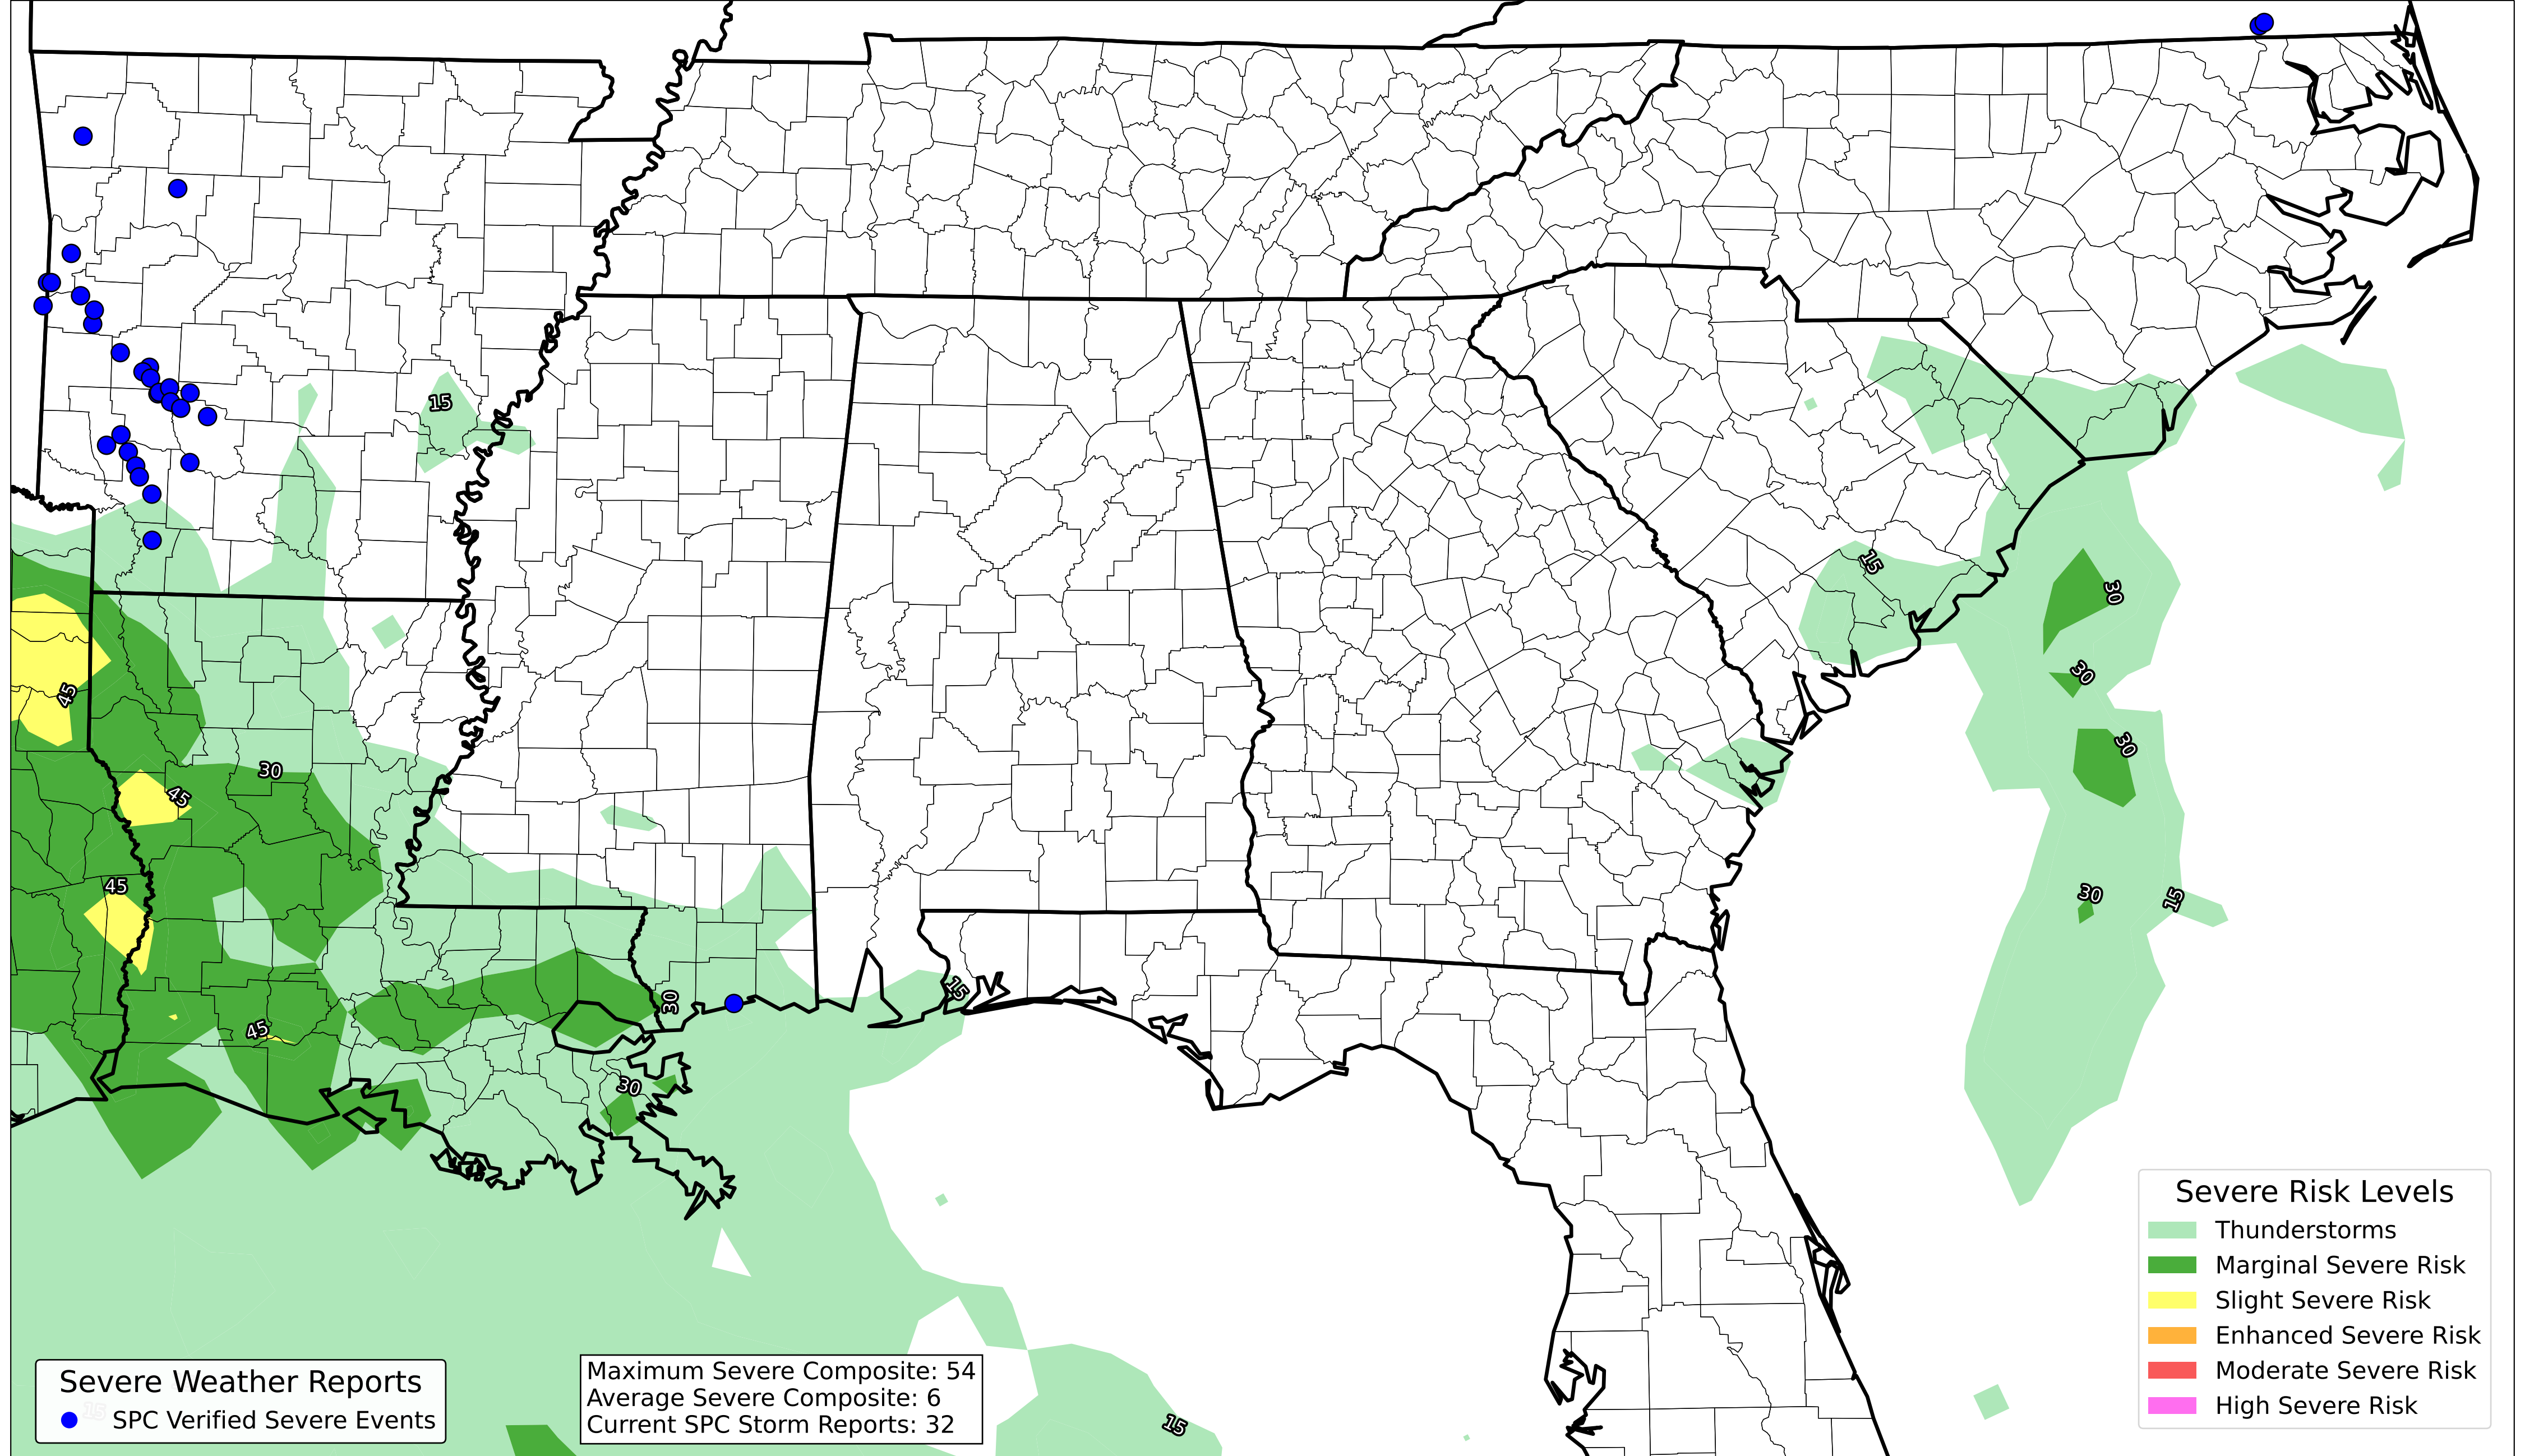 15
45
30
45
45
45
30
30
15
15
30
30
30
30
15
15
15
Severe Weather Reports
SPC Verified Severe Events
Maximum Severe Composite: 54
Average Severe Composite: 6
Current SPC Storm Reports: 32
Severe Risk Levels
Thunderstorms
Marginal Severe Risk
Slight Severe Risk
Enhanced Severe Risk
Moderate Severe Risk
High Severe Risk
15